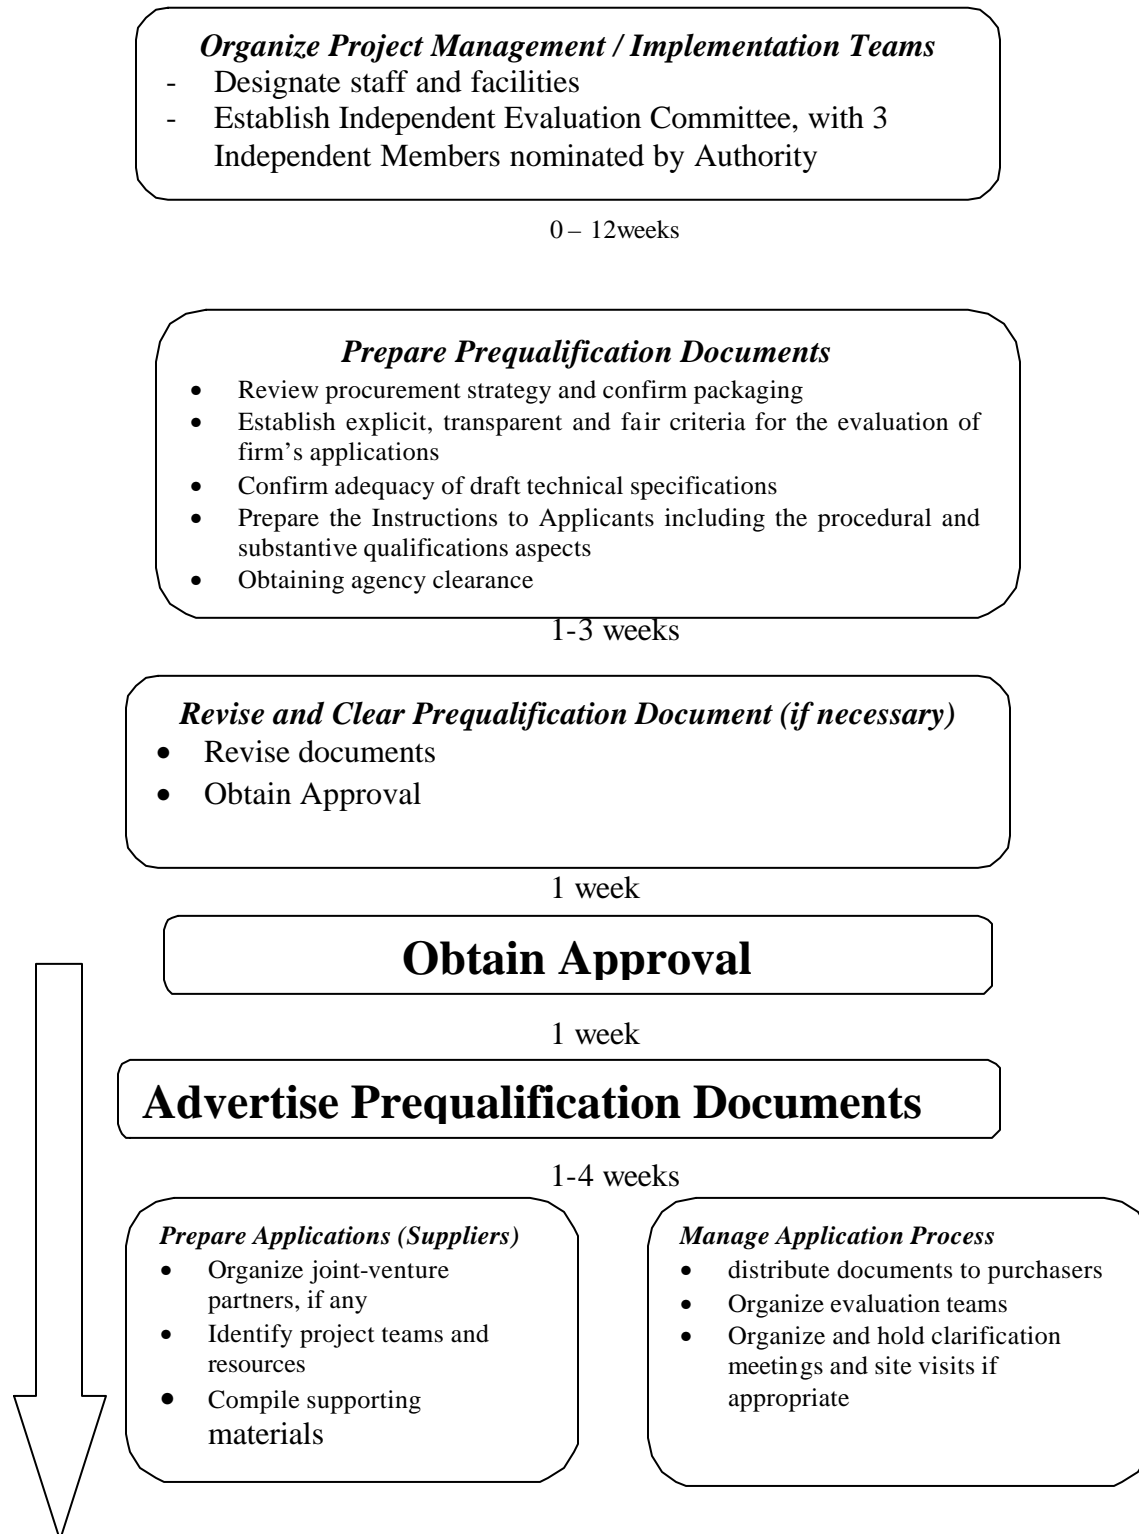 Organize Project Management / Implementation Teams
- Designate staff and facilities
- Establish Independent Evaluation Committee, with 3
Independent Members nominated by Authority
0 – 12weeks
Prepare Prequalification Documents
• Review procurement strategy and confirm packaging
• Establish explicit, transparent and fair criteria for the evaluation of
firm’s applications
• Confirm adequacy of draft technical specifications
• Prepare the Instructions to Applicants including the procedural and
substantive qualifications aspects
• Obtaining agency clearance
1-3 weeks
Revise and Clear Prequalification Document (if necessary)
• Revise documents
• Obtain Approval
1 week
Obtain Approval
1 week
Advertise Prequalification Documents
1-4 weeks
Prepare Applications (Suppliers)
• Organize joint-venture
partners, if any
• Identify project teams and
resources
• Compile supporting
materials
Manage Application Process
• distribute documents to purchasers
• Organize evaluation teams
• Organize and hold clarification
meetings and site visits if
appropriate